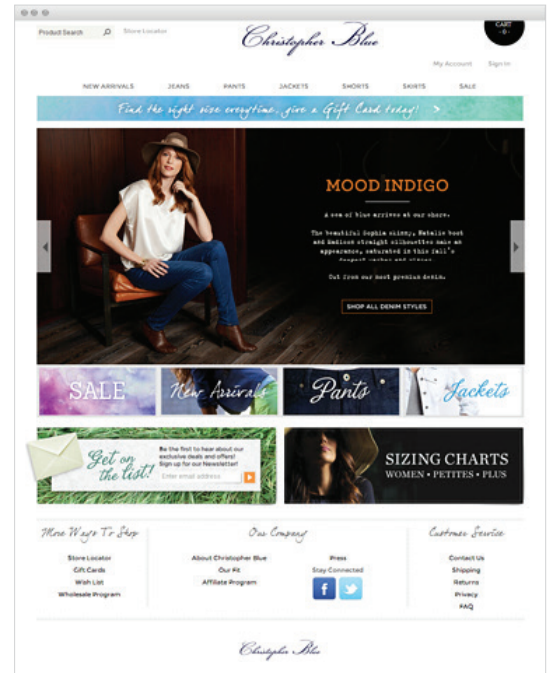 Product Search
Store Locator
Christopher Blue
CART
-0-
My Account
Sign In
NEW ARRIVALS JEANS PANTS JACKETS SHORTS SKIRTS SALE
Find the right size everytime, give a Gift Card today! >
MOOD INDIGO
A sea of blue arrives at our shore.
The beautiful Sophia skinny, Natalie boot
and Madison straight silhouettes make an
appearance, saturated in this fall's
deepest washes and
Cut from our most premium denim.
SHOP ALL DENIM STYLES
SALE
New Arrivals
Pants
Jackets
Get on
the list!
Be the first to hear about our
exclusive deals and offers!
Sign up for our Newsletter!
Enter email address
SIZING CHARTS
WOMEN • PETITES • PLUS
More Ways To Shop
Store Locator
Gift Cards
Wish List
Wholesale Program
Our Company
About Christopher Blue
Our Fit
Affiliate Program
Press
Stay Connected
f
Customer Service
Contact Us
Shipping
Returns
Privacy
FAQ
Christopher Blue